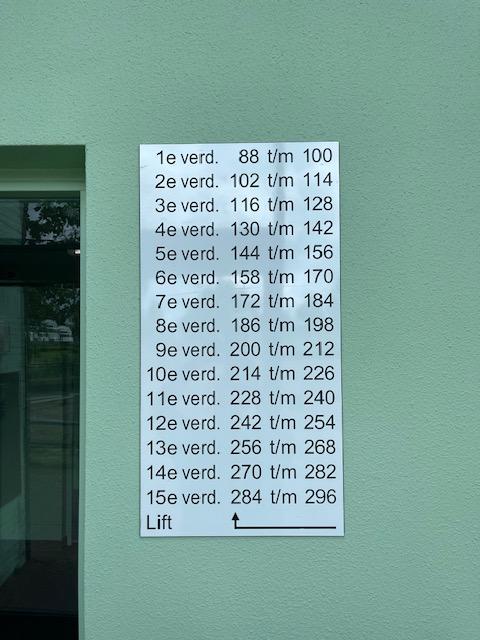 1e verd. 88 t/m 100
2e verd. 102 t/m 114
3e verd. 116 t/m 128
4e verd. 130 t/m 142
5e verd. 144 t/m 156
6e verd. 158 t/m 170
7e verd. 172 t/m 184
8e verd. 186 t/m 198
9e verd. 200 t/m 212
10e verd. 214 t/m 226
11e verd. 228 t/m 240
12e verd. 242 t/m 254
13e verd. 256 t/m 268
14e verd. 270 t/m 282
15e verd. 284 t/m 296
Lift